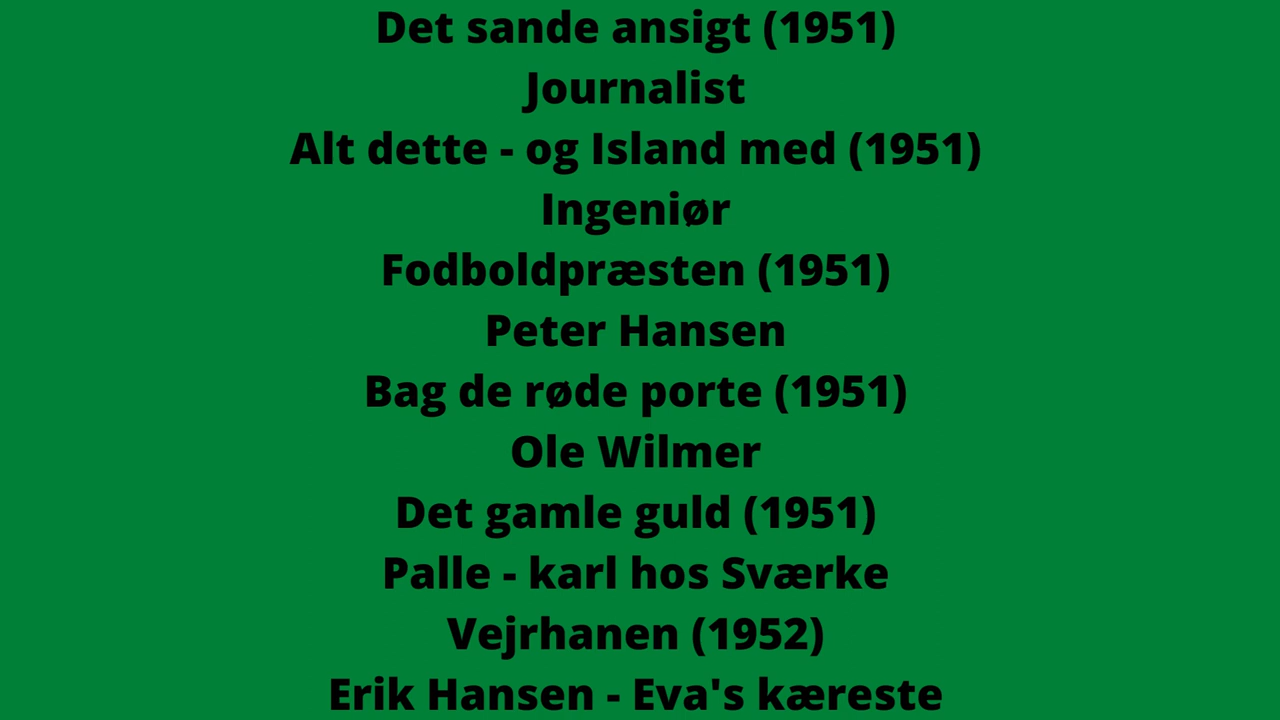 Det sande ansigt (1951)
Journalist
Alt dette - og Island med (1951)
Ingeniør
Fodboldpræsten (1951)
Peter Hansen
Bag de røde porte (1951)
Ole Wilmer
Det gamle guld (1951)
Palle - karl hos Sværke
Vejrhanen (1952)
Erik Hansen - Eva's kæreste